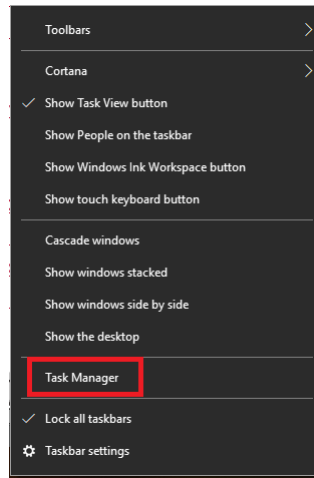 Toolbars
Cortana
Show Task View button
Show People on the taskbar
Show Windows Ink Workspace button
Show touch keyboard button
Cascade windows
Show windows stacked
Show windows side by side
Show the desktop
Task Manager
Lock all taskbars
Taskbar settings